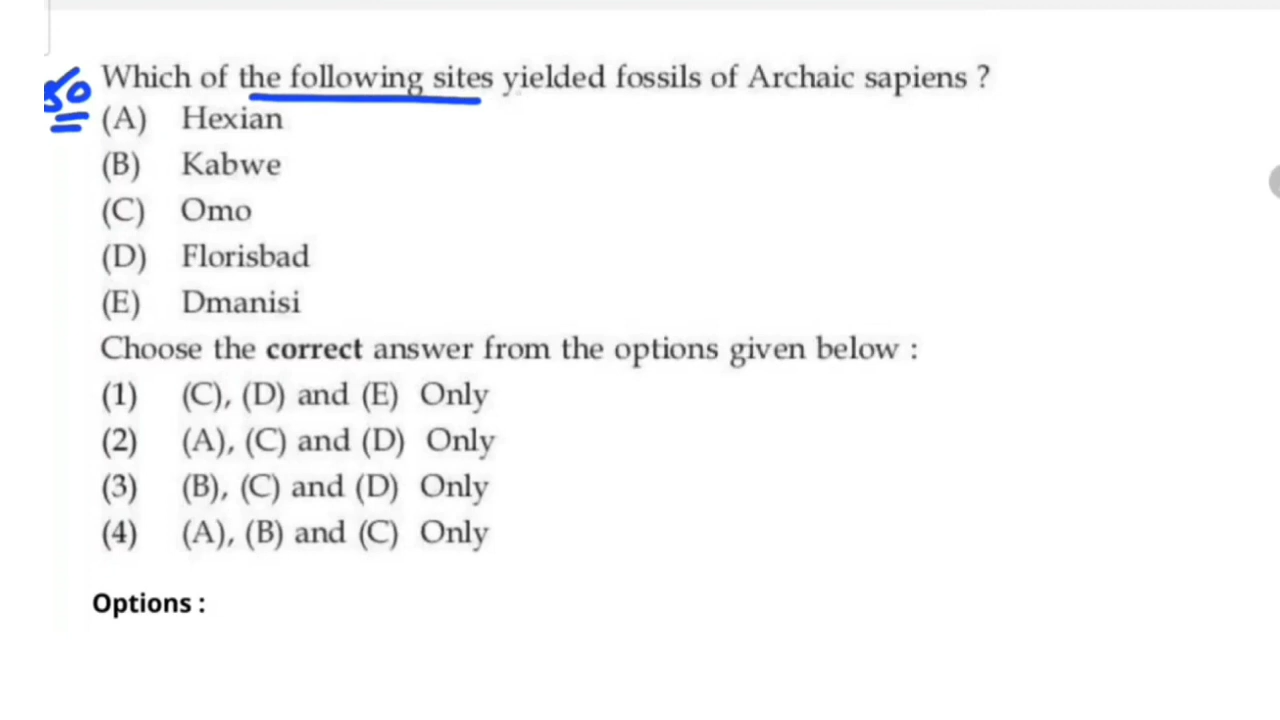 50
Which of the following sites yielded fossils of Archaic sapiens ?
(A) Hexian
(B) Kabwe
(C) Omo
(D) Florisbad
(E) Dmanisi
Choose the correct answer from the options given below :
(1) (C), (D) and (E) Only
(2) (A), (C) and (D) Only
(3) (B), (C) and (D) Only
(4) (A), (B) and (C) Only
Options :